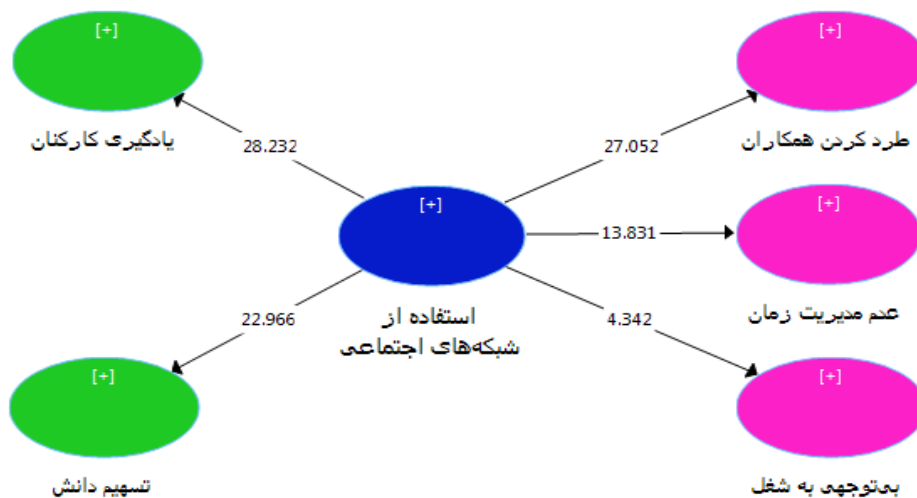 [+]
[+]
یادگیری کارکنان
طرد کردن همکاران
28.232
27.052
[+]
[+]
13.831
استفاده از
شبکه‌های اجتماعی
عدم مدیریت زمان
22.966
4.342
[+]
[+]
تسهیم دانش
بی‌توجهی به شغل